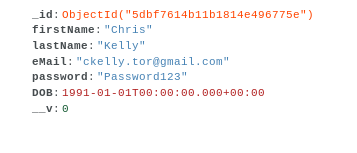 _id: ObjectId("5dbf7614b11b1814e496775e")
firstName: "Chris"
lastName: "Kelly"
eMail: "ckelly.tor@gmail.com"
password: "Password123"
DOB: 1991-01-01T00:00:00.000+00:00
__v: 0